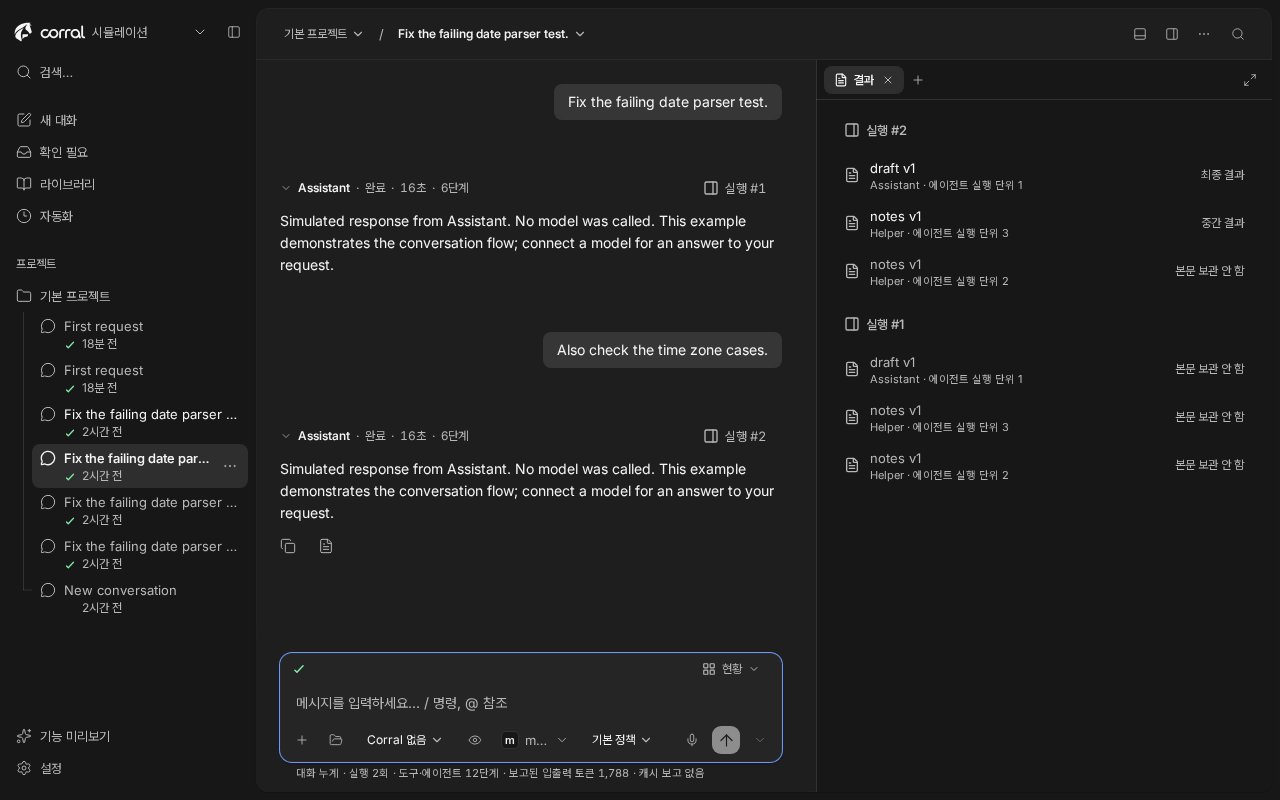 corral 시뮬레이션
검색...
새 대화
확인 필요
라이브러리
자동화
프로젝트
기본 프로젝트
First request
18분 전
First request
18분 전
Fix the failing date parser ...
2시간 전
Fix the failing date par...
2시간 전
Fix the failing date parser ...
2시간 전
Fix the failing date parser ...
2시간 전
New conversation
2시간 전
기능 미리보기
설정
기본 프로젝트 / Fix the failing date parser test.
Fix the failing date parser test.
Assistant · 완료 · 16초 · 6단계 실행 #1
Simulated response from Assistant. No model was called. This example
demonstrates the conversation flow; connect a model for an answer to your
request.
Also check the time zone cases.
Assistant · 완료 · 16초 · 6단계 실행 #2
Simulated response from Assistant. No model was called. This example
demonstrates the conversation flow; connect a model for an answer to your
request.
현황
메시지를 입력하세요... / 명령, @ 참조
Corral 없음 m m... 기본 정책
대화 누계 · 실행 2회 · 도구·에이전트 12단계 · 보고된 입출력 토큰 1,788 · 캐시 보고 없음
결과
실행 #2
draft v1
Assistant · 에이전트 실행 단위 1 최종 결과
notes v1
Helper · 에이전트 실행 단위 3 중간 결과
notes v1
Helper · 에이전트 실행 단위 2 본문 보관 안 함
실행 #1
draft v1
Assistant · 에이전트 실행 단위 1 본문 보관 안 함
notes v1
Helper · 에이전트 실행 단위 3 본문 보관 안 함
notes v1
Helper · 에이전트 실행 단위 2 본문 보관 안 함